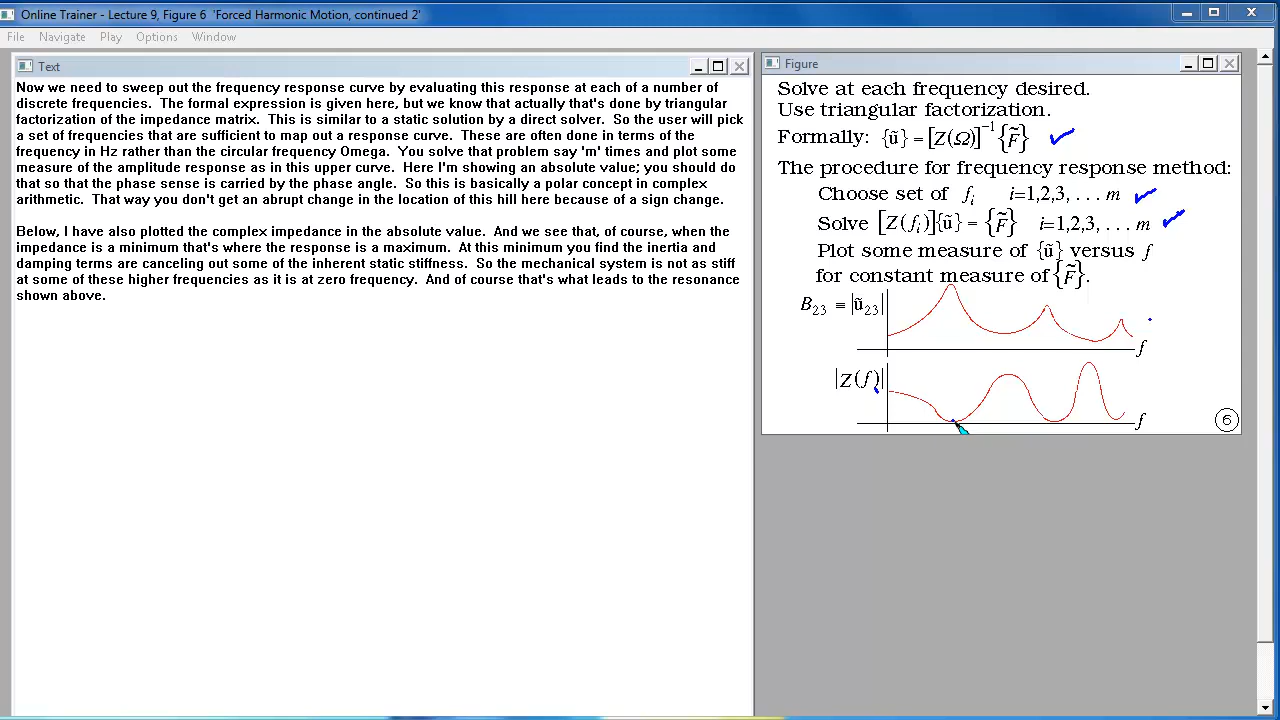 Online Trainer - Lecture 9, Figure 6 'Forced Harmonic Motion, continued 2'
File Navigate Play Options Window
Text
Now we need to sweep out the frequency response curve by evaluating this response at each of a number of
discrete frequencies. The formal expression is given here, but we know that actually that's done by triangular
factorization of the impedance matrix. This is similar to a static solution by a direct solver. So the user will pick
a set of frequencies that are sufficient to map out a response curve. These are often done in terms of the
frequency in Hz rather than the circular frequency Omega. You solve that problem say 'm' times and plot some
measure of the amplitude response as in this upper curve. Here I'm showing an absolute value; you should do
that so that the phase sense is carried by the phase angle. So this is basically a polar concept in complex
arithmetic. That way you don't get an abrupt change in the location of this hill here because of a sign change.
Below, I have also plotted the complex impedance in the absolute value. And we see that, of course, when the
impedance is a minimum that's where the response is a maximum. At this minimum you find the inertia and
damping terms are canceling out some of the inherent static stiffness. So the mechanical system is not as stiff
at some of these higher frequencies as it is at zero frequency. And of course that's what leads to the resonance
shown above.
Figure
Solve at each frequency desired.
Use triangular factorization.
Formally: {ũ} = [Z(Ω)]⁻¹{F̃}
The procedure for frequency response method:
Choose set of fᵢ i=1,2,3, . . . m
Solve [Z(fᵢ)]{ũ} = {F̃} i=1,2,3, . . . m
Plot some measure of {ũ} versus f
for constant measure of {F̃}.
B₂₃ ≡ |ũ₂₃|
f
|Z(f)|
f
6